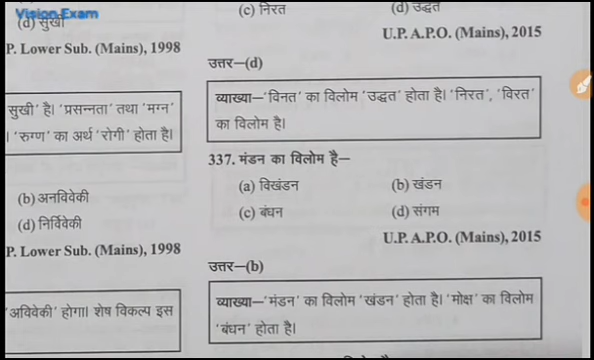 Vision Exam
(d) सुखी
P. Lower Sub. (Mains), 1998
सुखी' है। 'प्रसन्नता' तथा 'मग्न'
। 'रुग्ण' का अर्थ 'रोगी' होता है।
(b) अनविवेकी
(d) निर्विवेकी
P. Lower Sub. (Mains), 1998
'अविवेकी' होगा। शेष विकल्प इस
(c) निरत (d) उद्धत
U.P. A.P.O. (Mains), 2015
उत्तर—(d)
व्याख्या—'विनत' का विलोम 'उद्धत' होता है। 'निरत', 'विरत'
का विलोम है।
337. मंडन का विलोम है—
(a) विखंडन (b) खंडन
(c) बंधन (d) संगम
U.P. A.P.O. (Mains), 2015
उत्तर—(b)
व्याख्या—'मंडन' का विलोम 'खंडन' होता है। 'मोक्ष' का विलोम
'बंधन' होता है।